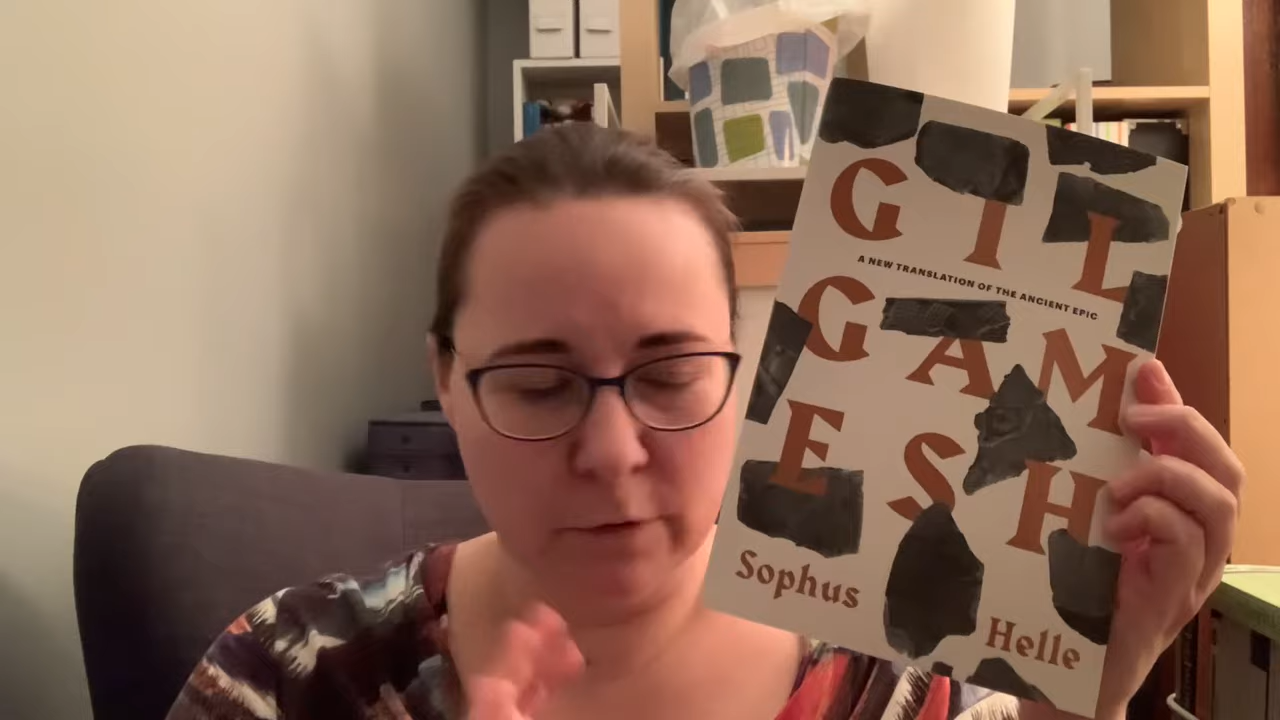 GIL
A NEW TRANSLATION OF THE ANCIENT EPIC
GAM
ESH
Sophus
Helle